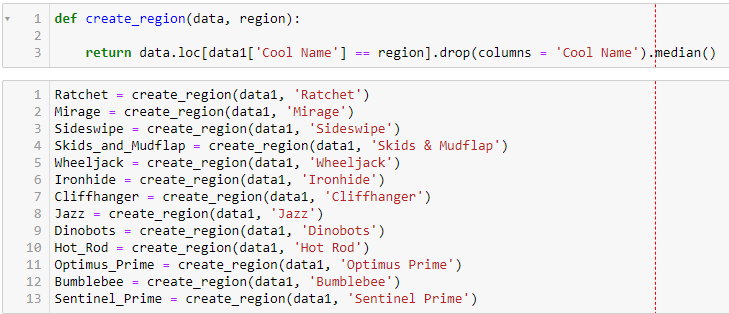 1 def create_region(data, region):
2
3     return data.loc[data1['Cool Name'] == region].drop(columns = 'Cool Name').median()
1 Ratchet = create_region(data1, 'Ratchet')
2 Mirage = create_region(data1, 'Mirage')
3 Sideswipe = create_region(data1, 'Sideswipe')
4 Skids_and_Mudflap = create_region(data1, 'Skids & Mudflap')
5 Wheeljack = create_region(data1, 'Wheeljack')
6 Ironhide = create_region(data1, 'Ironhide')
7 Cliffhanger = create_region(data1, 'Cliffhanger')
8 Jazz = create_region(data1, 'Jazz')
9 Dinobots = create_region(data1, 'Dinobots')
10 Hot_Rod = create_region(data1, 'Hot Rod')
11 Optimus_Prime = create_region(data1, 'Optimus Prime')
12 Bumblebee = create_region(data1, 'Bumblebee')
13 Sentinel_Prime = create_region(data1, 'Sentinel Prime')